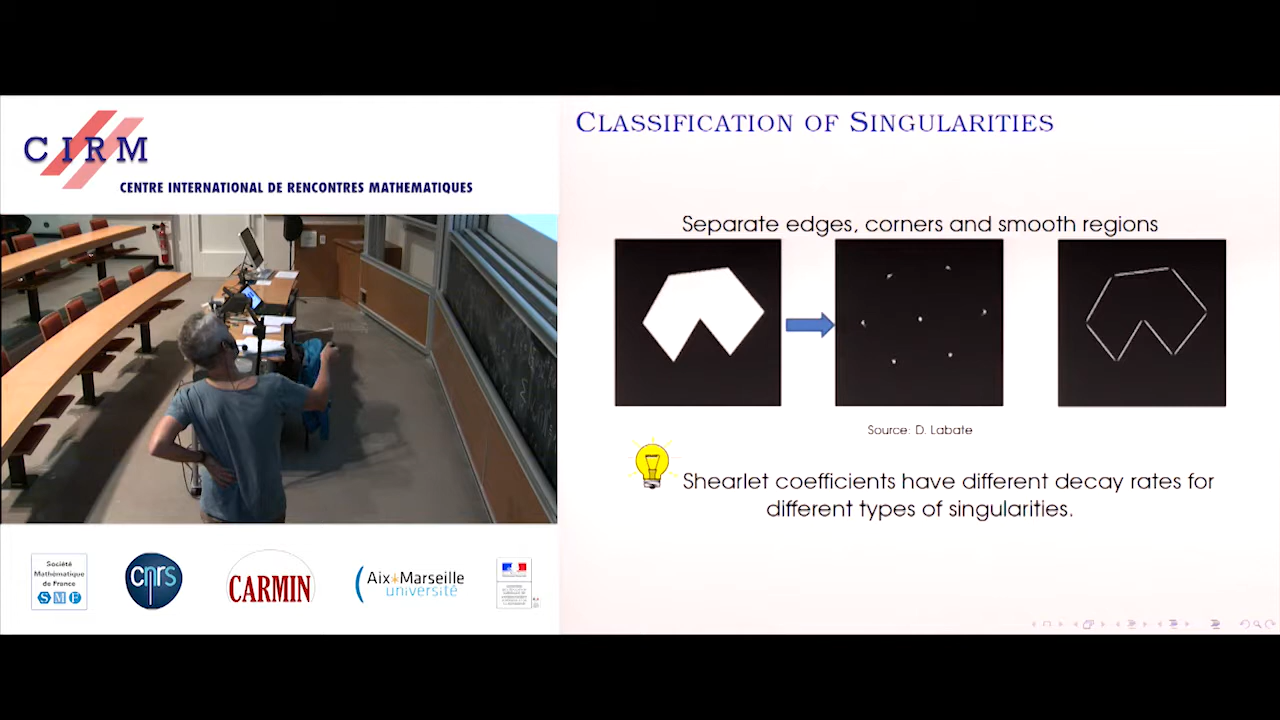 CIRM
CENTRE INTERNATIONAL DE RENCONTRES MATHEMATIQUES
CLASSIFICATION OF SINGULARITIES
Separate edges, corners and smooth regions
Source: D. Labate
Shearlet coefficients have different decay rates for
different types of singularities.
Société
Mathématique
de France
SMF
cnrs
CARMIN
Aix*Marseille
université